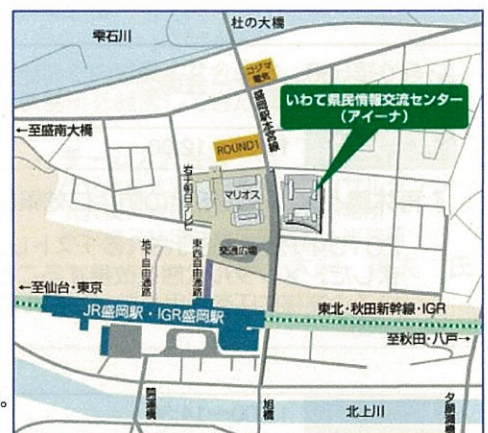 雫石川
杜の大橋
コジマ
電気
盛岡駅本宮線
いわて県民情報交流センター
(アイーナ)
←至盛南大橋
ROUND1
岩手朝日テレビ
マリオス
地下自由通路
東西自由通路
交通広場
←至仙台・東京
JR盛岡駅・IGR盛岡駅
東北・秋田新幹線・IGR
至秋田・八戸→
開運橋
旭橋
北上川
夕顔瀬橋
。